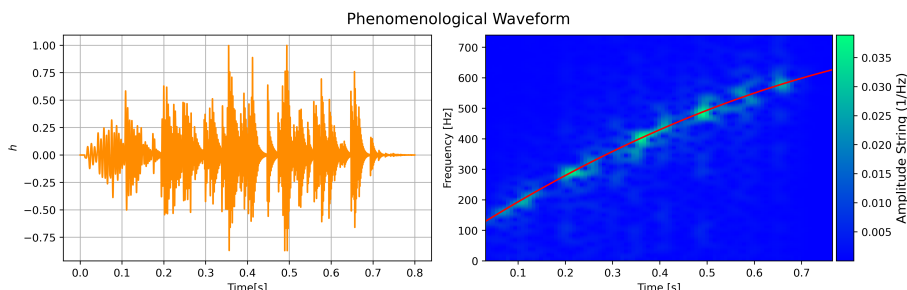 Phenomenological Waveform
1.00
0.75
0.50
0.25
0.00
−0.25
−0.50
−0.75
h
0.0 0.1 0.2 0.3 0.4 0.5 0.6 0.7 0.8
Time[s]
700
600
500
400
300
200
100
0
Frequency [Hz]
0.1 0.2 0.3 0.4 0.5 0.6 0.7
Time [s]
0.035
0.030
0.025
0.020
0.015
0.010
0.005
Amplitude String (1/Hz)